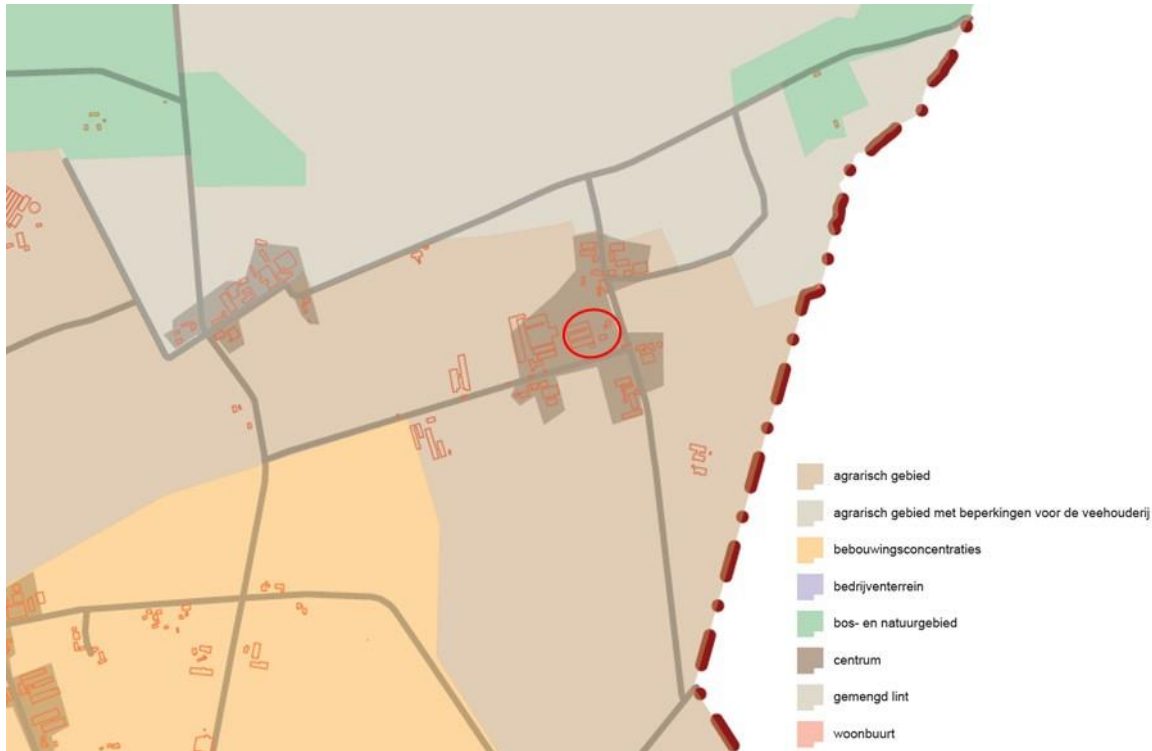 agrarisch gebied
agrarisch gebied met beperkingen voor de veehouderij
bebouwingsconcentraties
bedrijventerrein
bos- en natuurgebied
centrum
gemengd lint
woonbuurt